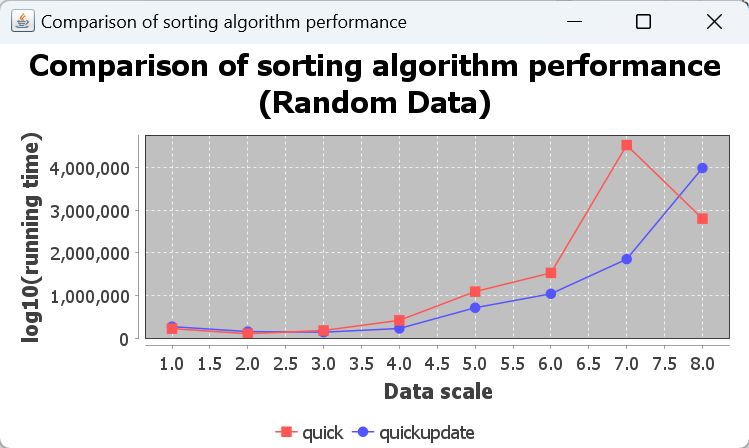 Comparison of sorting algorithm performance
Comparison of sorting algorithm performance
(Random Data)
log10(running time)
4,000,000
3,000,000
2,000,000
1,000,000
0
1.0 1.5 2.0 2.5 3.0 3.5 4.0 4.5 5.0 5.5 6.0 6.5 7.0 7.5 8.0
Data scale
quick quickupdate